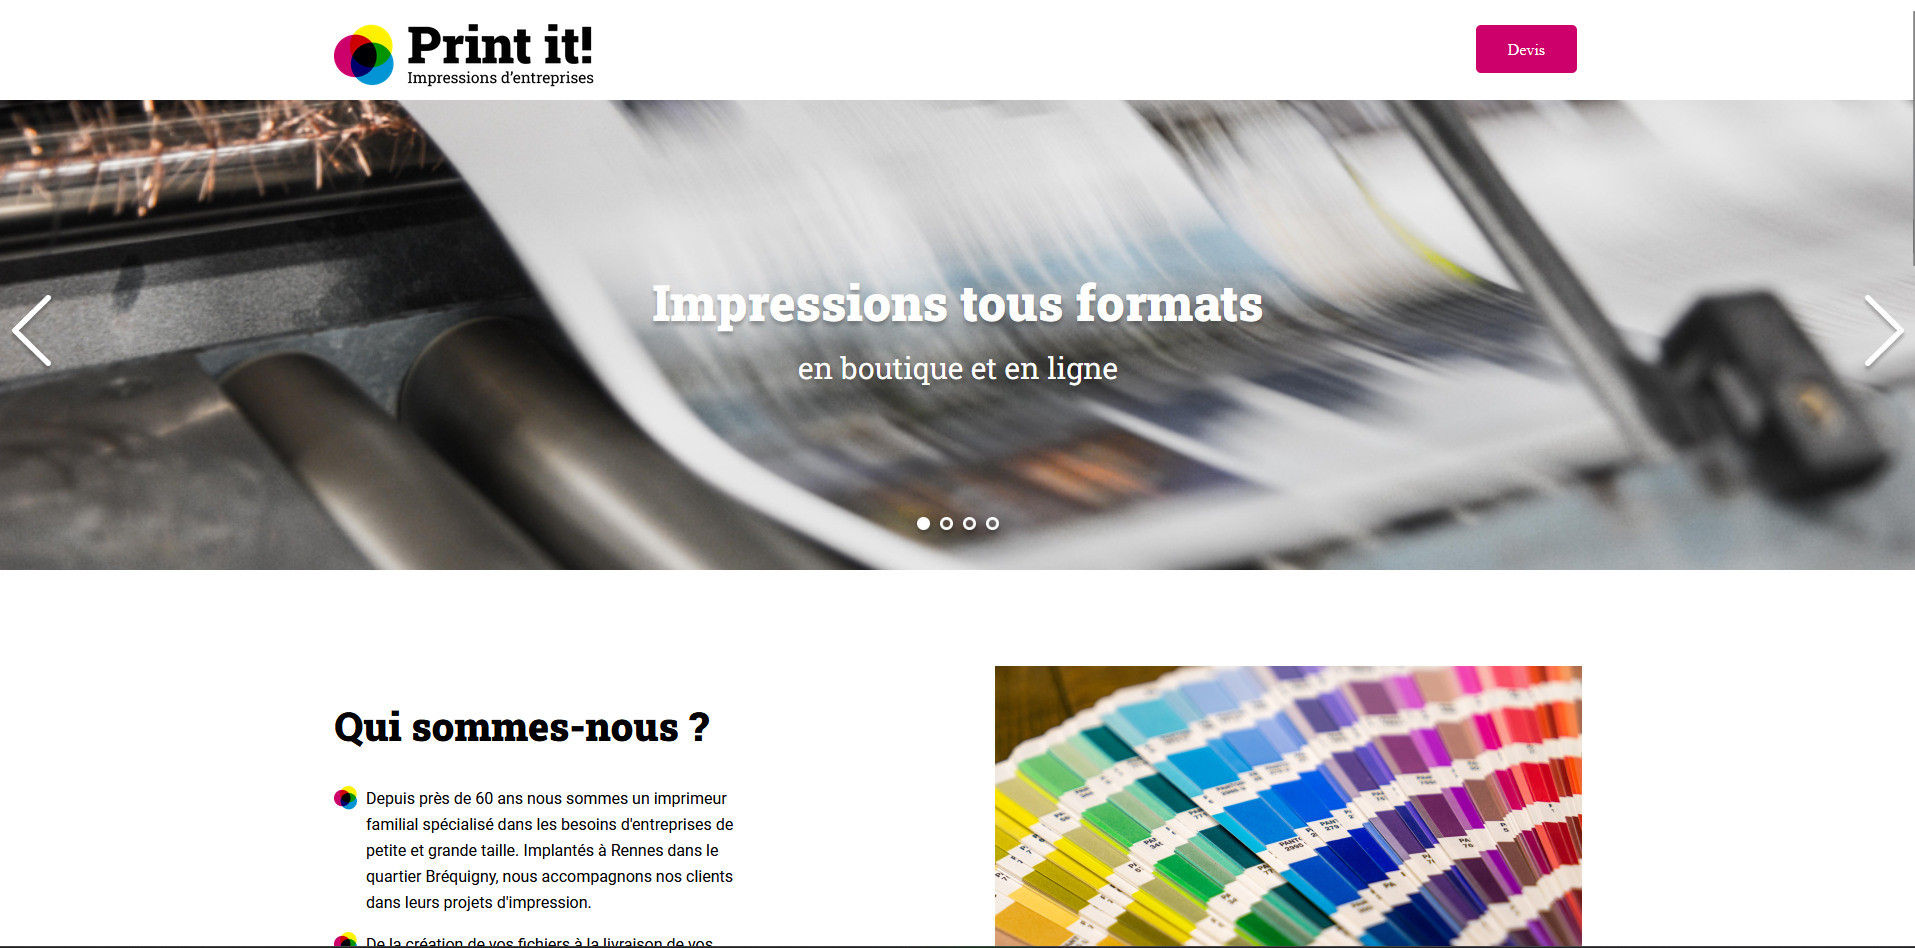 Print it!
Impressions d'entreprises
Devis
Impressions tous formats
en boutique et en ligne
Qui sommes-nous ?
Depuis près de 60 ans nous sommes un imprimeur
familial spécialisé dans les besoins d'entreprises de
petite et grande taille. Implantés à Rennes dans le
quartier Bréquigny, nous accompagnons nos clients
dans leurs projets d'impression.
De la création de vos fichiers à la livraison de vos